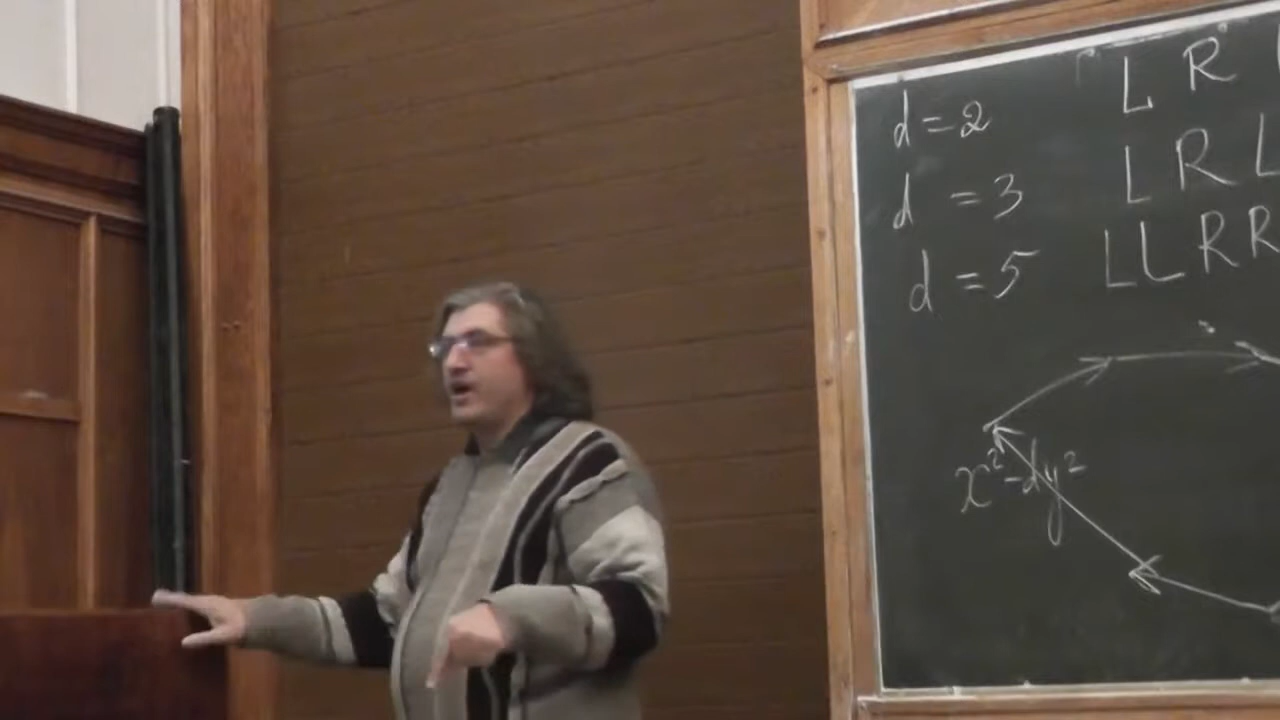 d = 2 L R
d = 3 L R L
d = 5 L L R R
x² - dy²